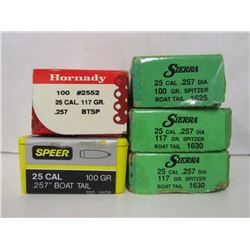 Hornady
100 #2552
25 CAL. 117 GR.
.257 BTSP
SPEER
25 CAL 100 GR
.257" BOAT TAIL
SIERRA
25 CAL .257 DIA
100 GR. SPITZER
BOAT TAIL 1625
SIERRA
25 CAL .257 DIA
117 GR. SPITZER
BOAT TAIL 1630
SIERRA
25 CAL .257 DIA
117 GR. SPITZER
BOAT TAIL 1630